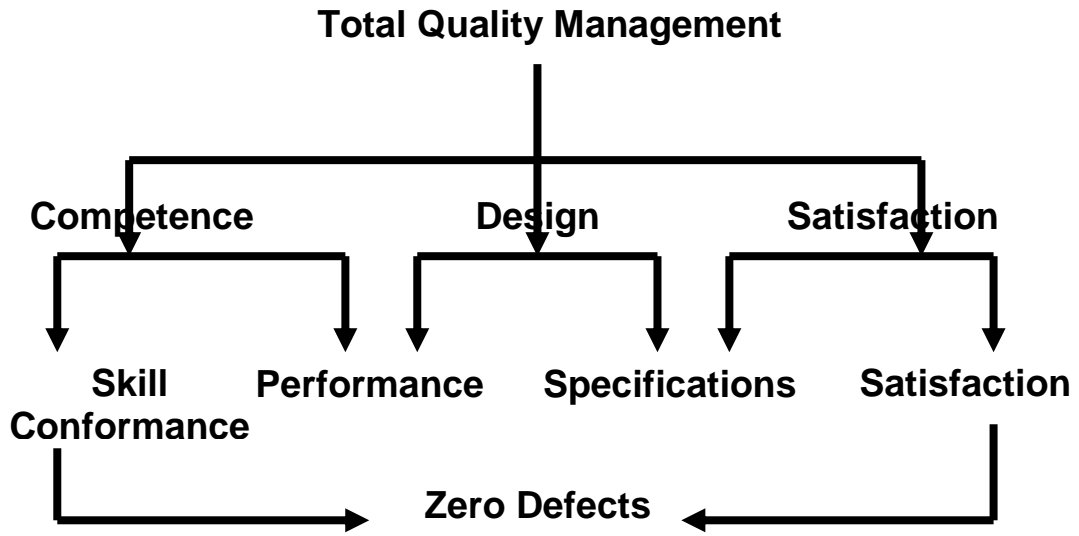 Total Quality Management
Competence Design Satisfaction
Skill Performance Specifications Satisfaction
Conformance
Zero Defects